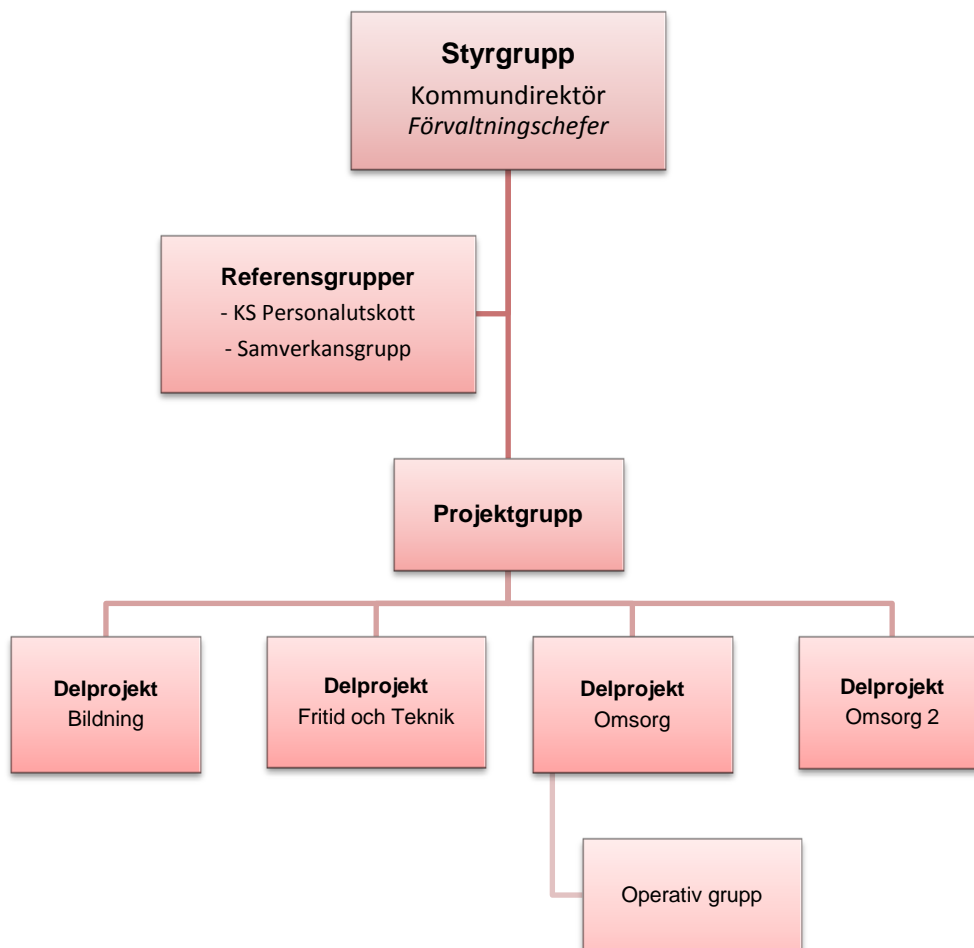 Styrgrupp
Kommundirektör
Förvaltningschefer
Referensgrupper
- KS Personalutskott
- Samverkansgrupp
Projektgrupp
Delprojekt
Bildning
Delprojekt
Fritid och Teknik
Delprojekt
Omsorg
Delprojekt
Omsorg 2
Operativ grupp